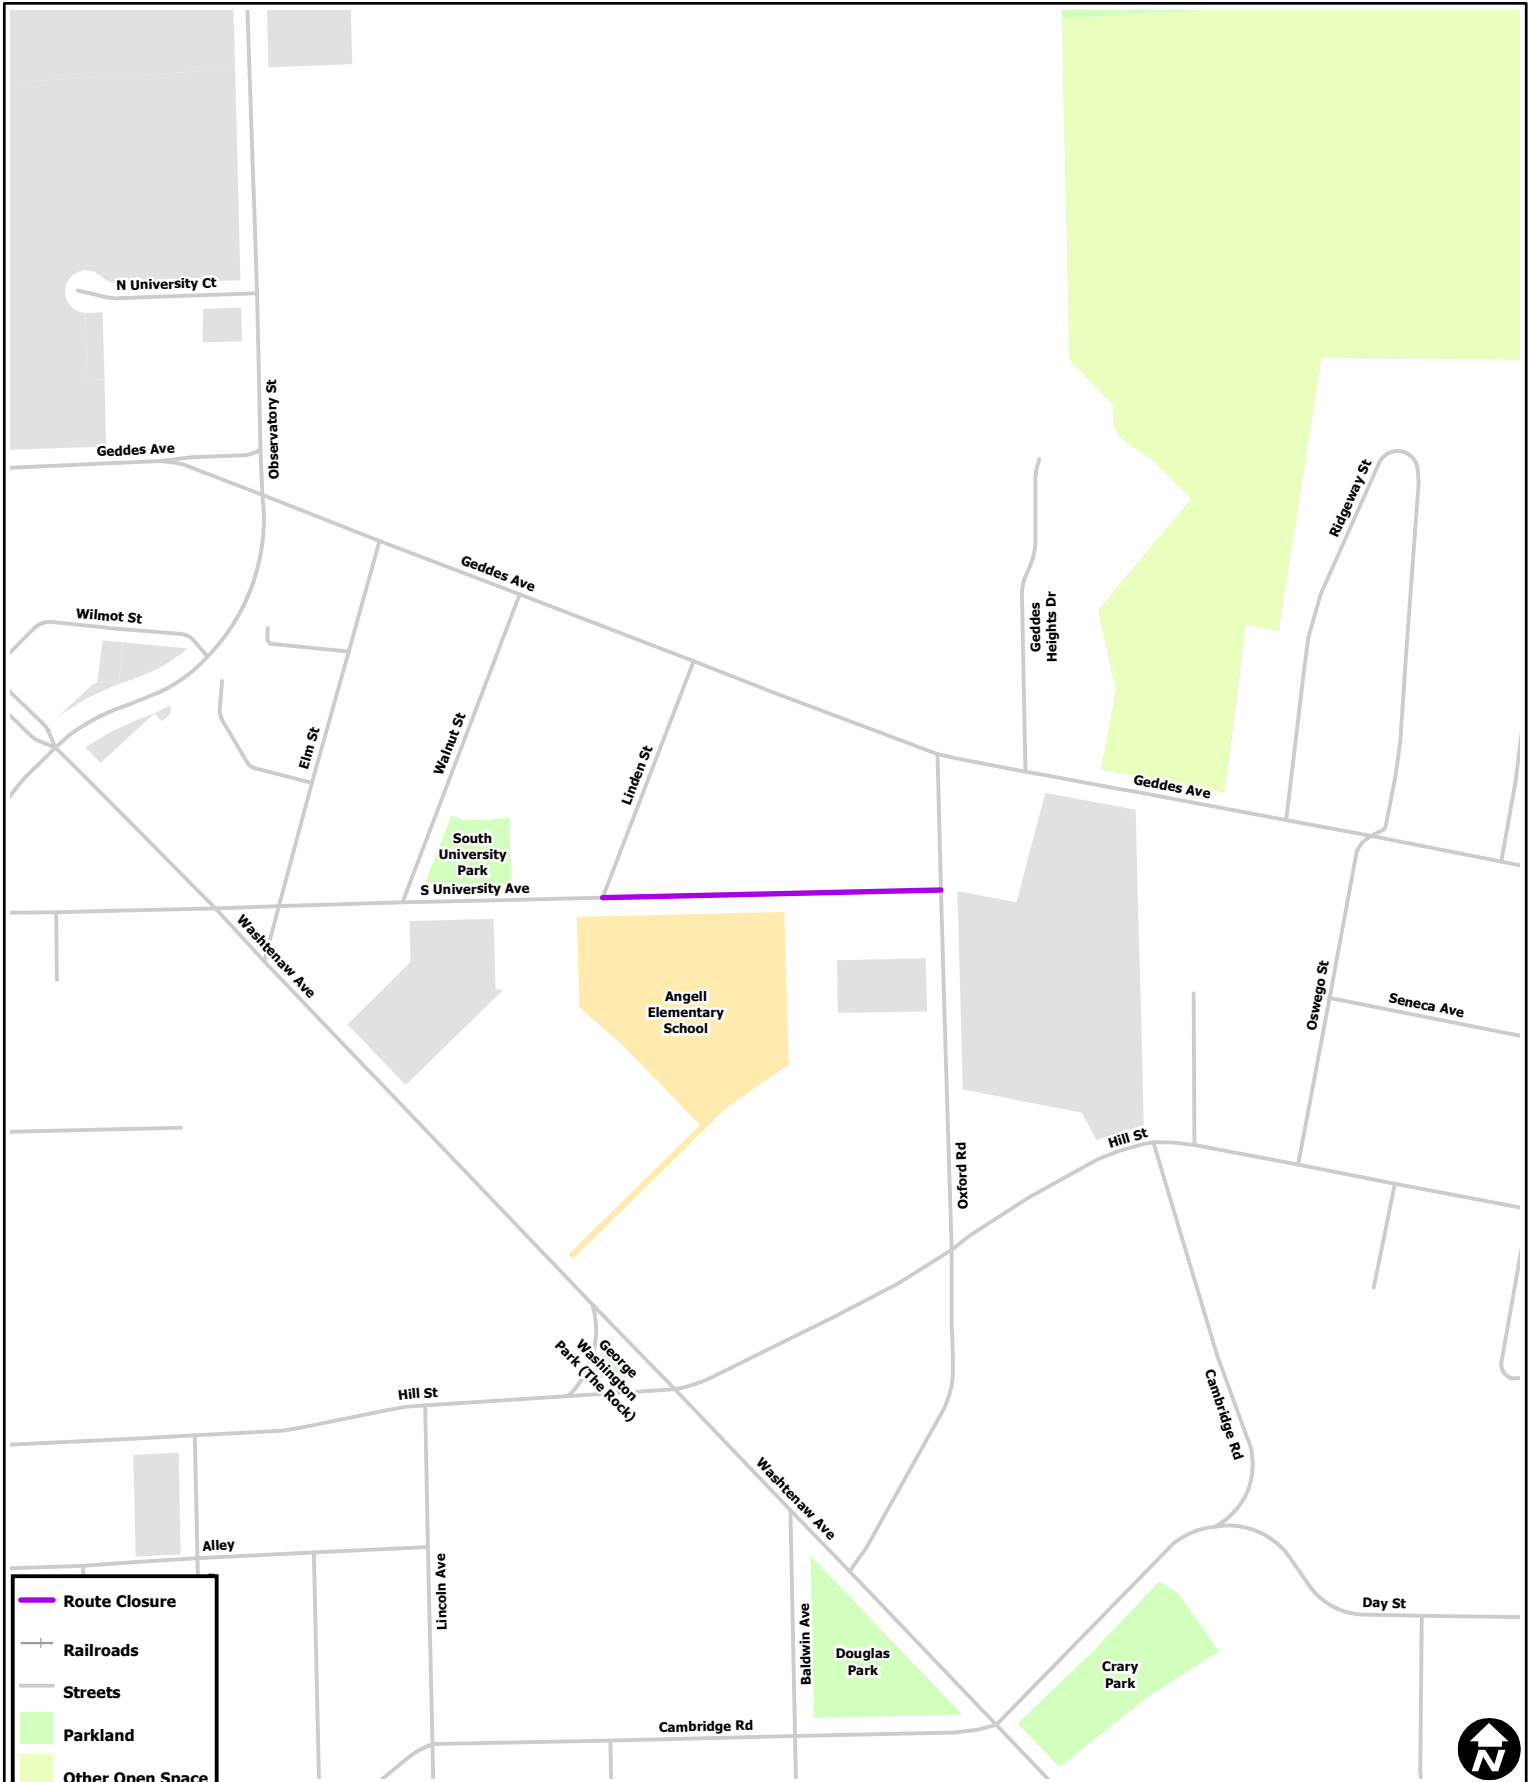 N University Ct
Observatory St
Geddes Ave
Ridgeway St
Geddes Ave
Wilmot St
Geddes
Heights Dr
Elm St
Walnut St
Linden St
Geddes Ave
South
University
Park
S University Ave
Washtenaw Ave
Angell
Elementary
School
Oswego St
Seneca Ave
Hill St
Oxford Rd
George
Washington
Park (The Rock)
Hill St
Cambridge Rd
Washtenaw Ave
Alley
Lincoln Ave
Baldwin Ave
Douglas
Park
Day St
Crary
Park
Cambridge Rd
Route Closure
Railroads
Streets
Parkland
Other Open Space
N